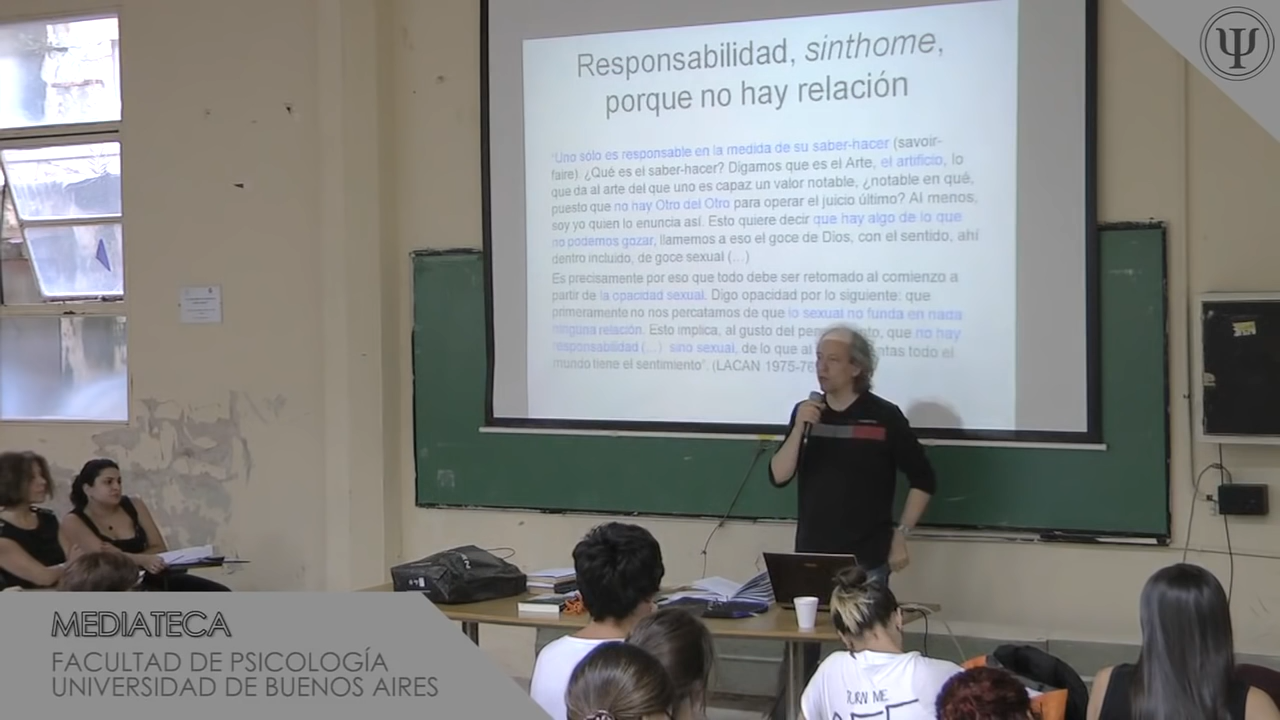 Responsabilidad, sinthome,
porque no hay relación
"Uno sólo es responsable en la medida de su saber-hacer (savoir-
faire). ¿Qué es el saber-hacer? Digamos que es el Arte, el artificio, lo
que da al arte del que uno es capaz un valor notable, ¿notable en qué,
puesto que no hay Otro del Otro para operar el juicio último? Al menos,
soy yo quien lo enuncia así. Esto quiere decir que hay algo de lo que
no podemos gozar, llamemos a eso el goce de Dios, con el sentido, ahí
dentro incluido, de goce sexual (...)
Es precisamente por eso que todo debe ser retomado al comienzo a
partir de la opacidad sexual. Digo opacidad por lo siguiente: que
primeramente no nos percatamos de que lo sexual no funda en nada
ninguna relación. Esto implica, al gusto del que no hay
responsabilidad (...) sino sexual, de lo que al todo el
mundo tiene el sentimiento". (LACAN 1975-76
MEDIATECA
FACULTAD DE PSICOLOGÍA
UNIVERSIDAD DE BUENOS AIRES
TURN ME